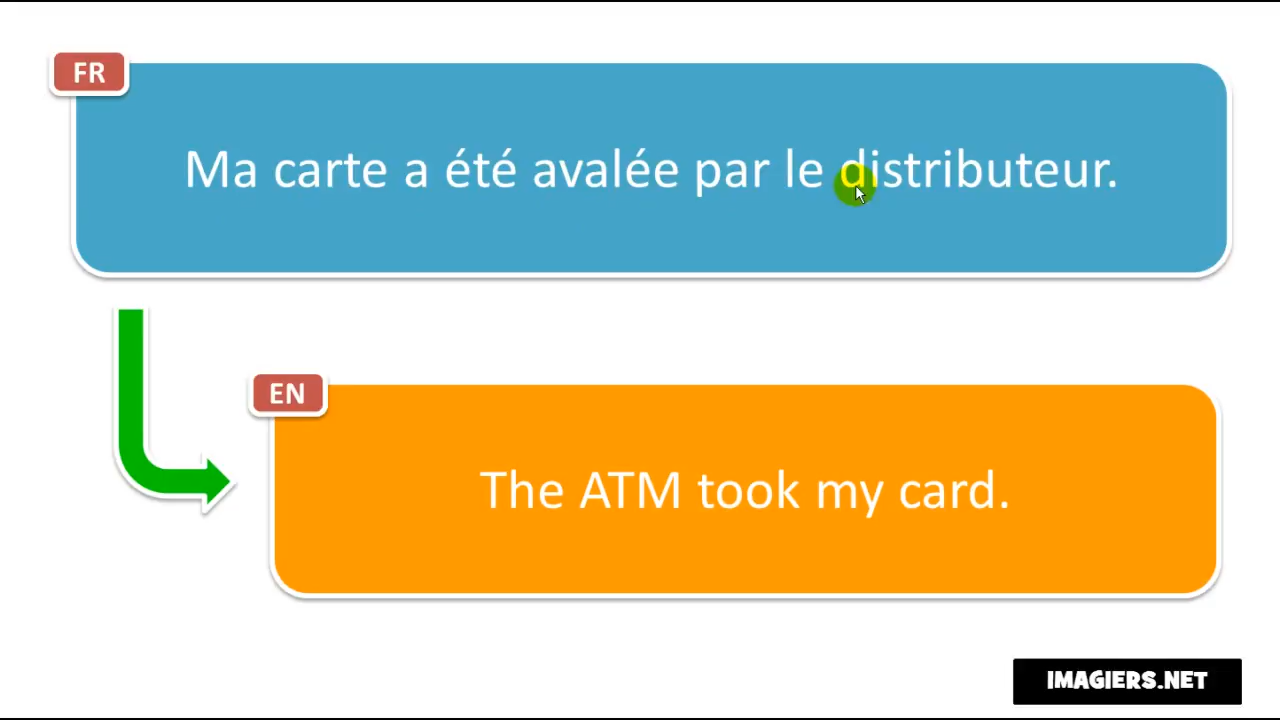 FR
Ma carte a été avalée par le distributeur.
EN
The ATM took my card.
IMAGIERS.NET